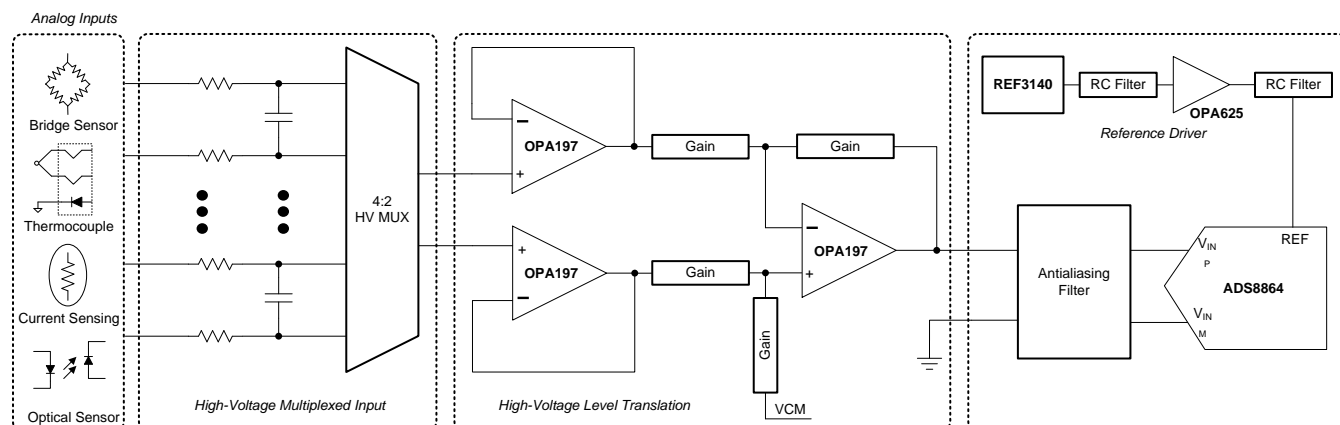 Analog Inputs
Bridge Sensor
Thermocouple
Current Sensing
Optical Sensor
4:2
HV MUX
High-Voltage Multiplexed Input
OPA197
OPA197
Gain
Gain
Gain
Gain
OPA197
VCM
High-Voltage Level Translation
REF3140
RC Filter
OPA625
RC Filter
Reference Driver
Antialiasing
Filter
REF
VIN
P
ADS8864
VIN
M